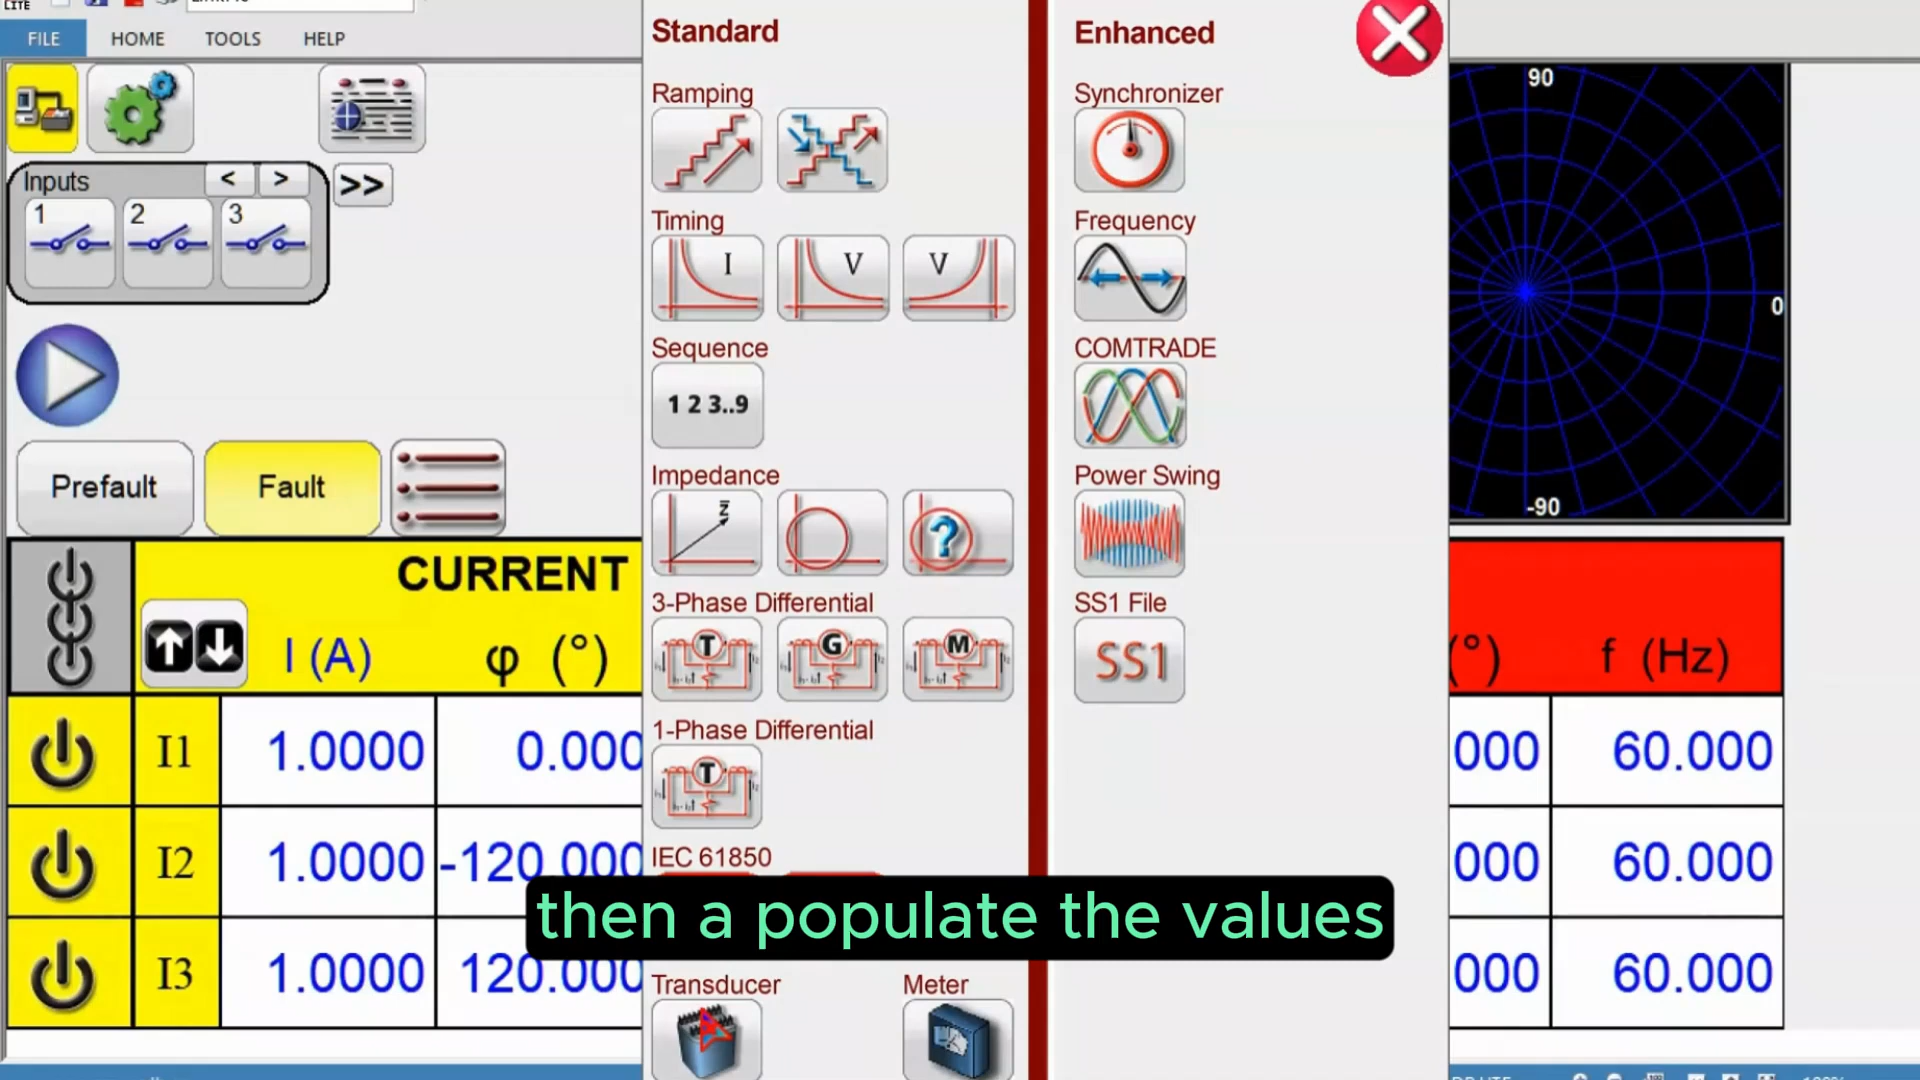 LITE
FILE HOME TOOLS HELP
Inputs < > >>
1 2 3
Prefault Fault
CURRENT
I (A) φ (°)
I1 1.0000 0.000
I2 1.0000 -120.000
I3 1.0000 120.000
Standard
Ramping
Timing
I V V
Sequence
1 2 3..9
Impedance
z̄ ?
3-Phase Differential
T G M
1-Phase Differential
T
IEC 61850
Transducer Meter
Enhanced
Synchronizer
Frequency
COMTRADE
Power Swing
SS1 File
SS1
90
0
-90
(°) f (Hz)
000 60.000
000 60.000
000 60.000
then a populate the values